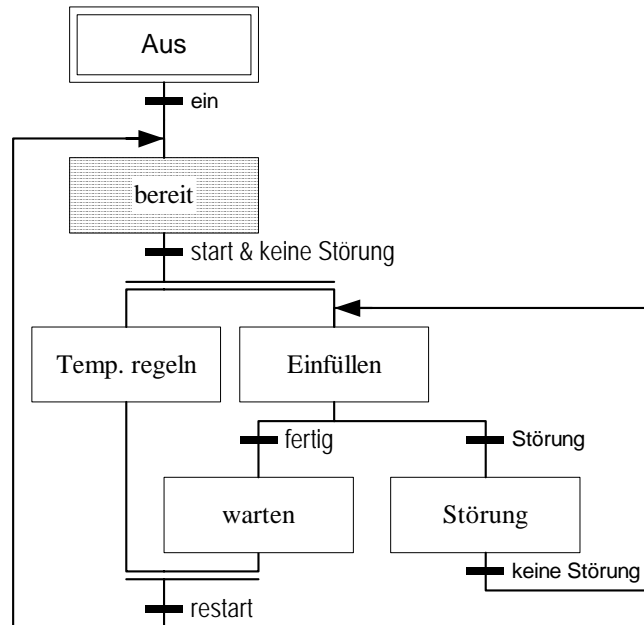 Aus
ein
bereit
start & keine Störung
Temp. regeln
Einfüllen
fertig
Störung
warten
Störung
keine Störung
restart